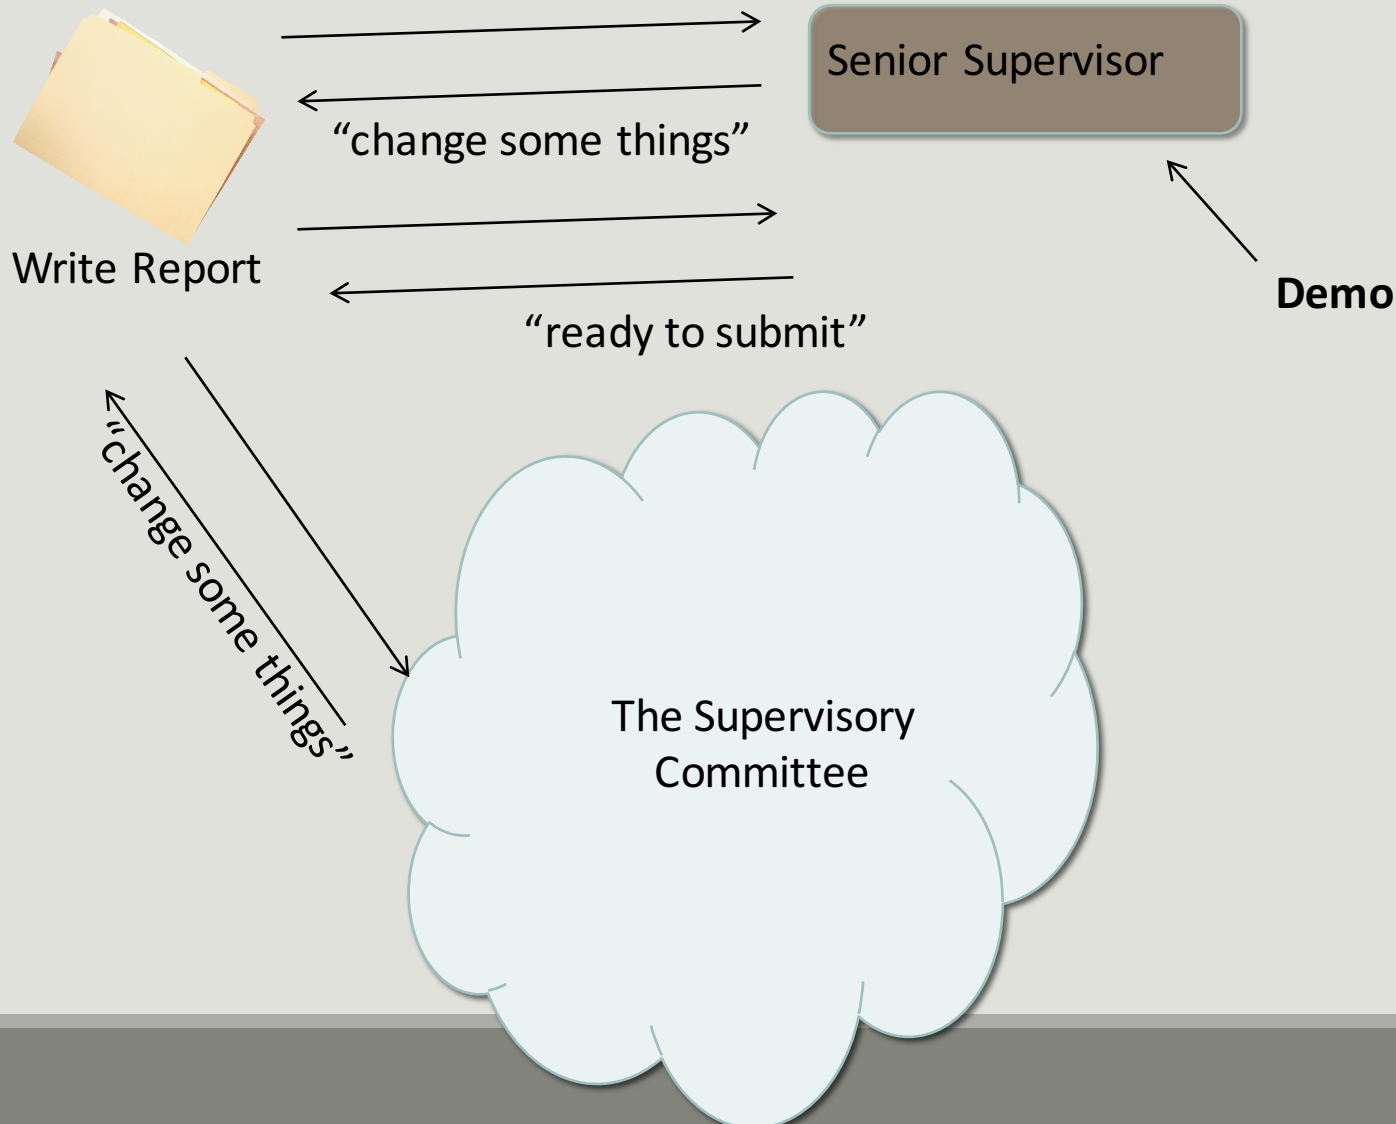 Senior Supervisor
“change some things”
Write Report
Demo
“ready to submit”
“change some things”
The Supervisory
Committee